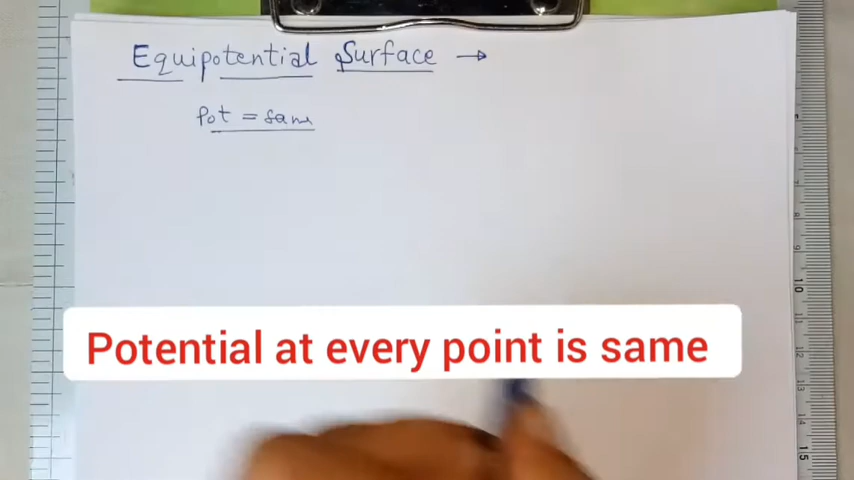 Equipotential Surface →
Pot = same
Potential at every point is same